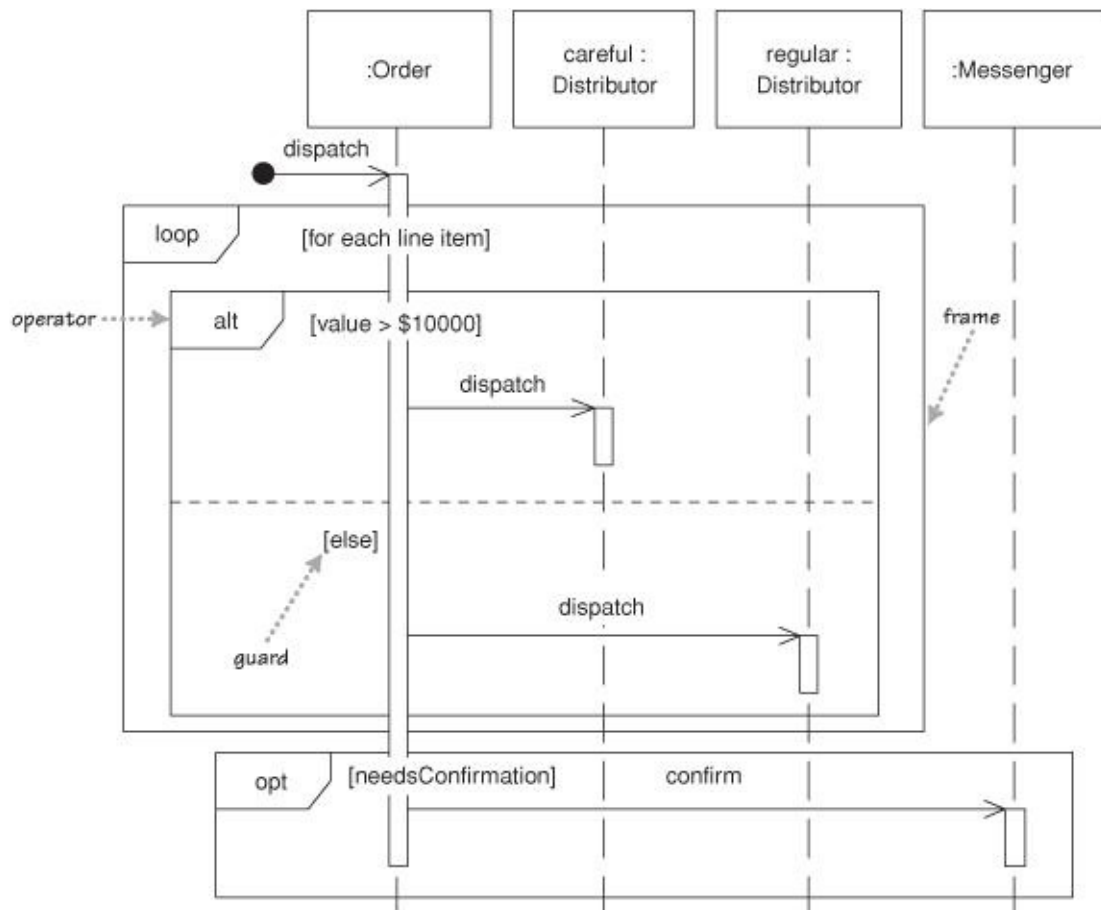 :Order
careful :
Distributor
regular :
Distributor
:Messenger
dispatch
loop
[for each line item]
operator
alt
[value > $10000]
frame
dispatch
[else]
dispatch
guard
opt
[needsConfirmation]
confirm